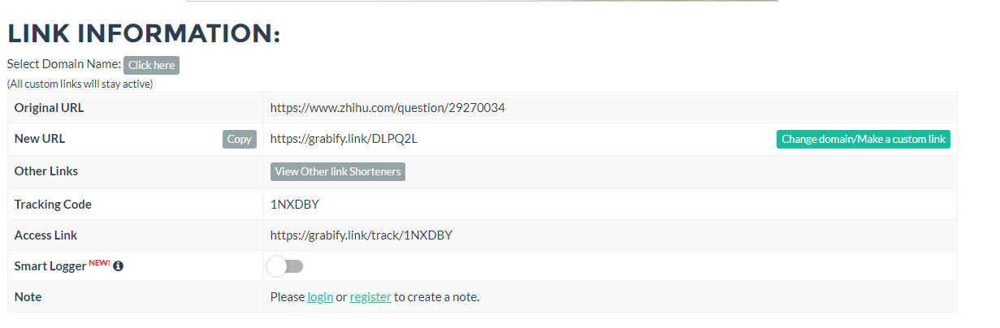 LINK INFORMATION:
Select Domain Name: Click here
(All custom links will stay active)
Original URL https://www.zhihu.com/question/29270034
New URL Copy https://grabify.link/DLPQ2L Change domain/Make a custom link
Other Links View Other link Shorteners
Tracking Code 1NXDBY
Access Link https://grabify.link/track/1NXDBY
Smart Logger NEW!
Note Please login or register to create a note.